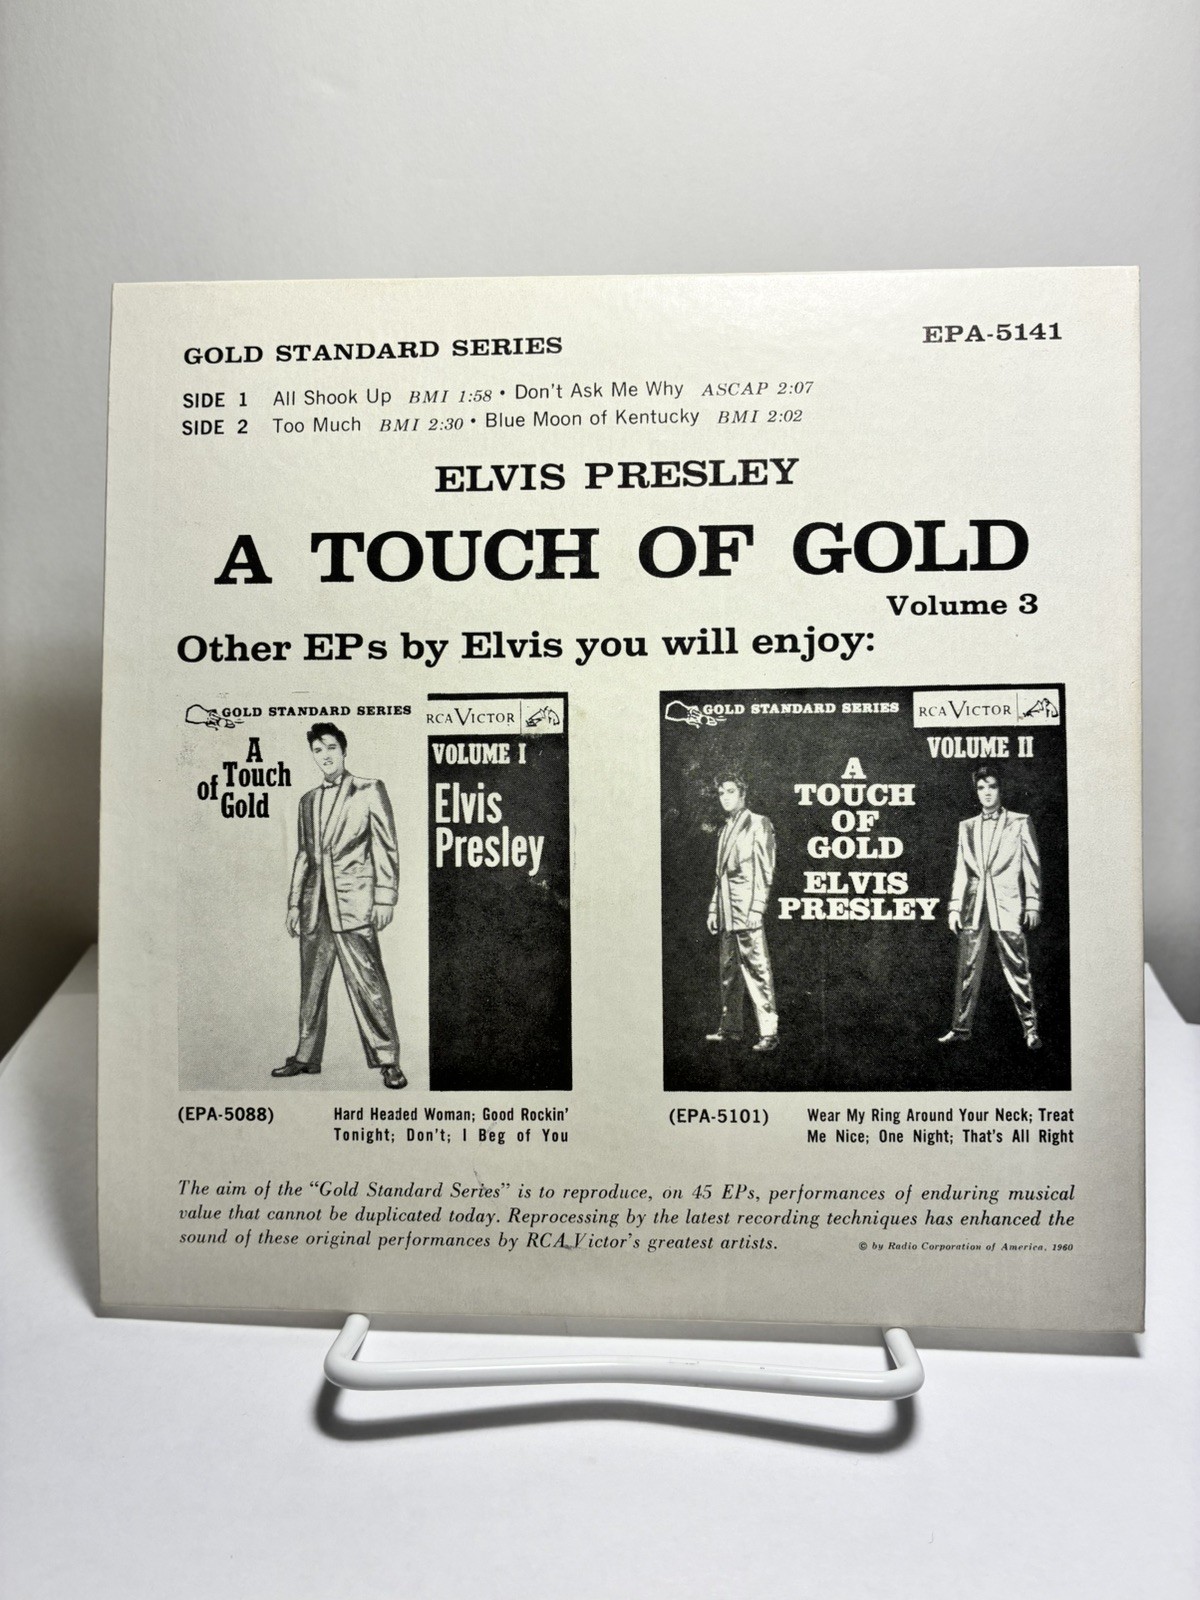 GOLD STANDARD SERIES
EPA-5141
SIDE 1 All Shook Up BMI 1:58 • Don't Ask Me Why ASCAP 2:07
SIDE 2 Too Much BMI 2:30 • Blue Moon of Kentucky BMI 2:02
ELVIS PRESLEY
A TOUCH OF GOLD
Volume 3
Other EPs by Elvis you will enjoy:
GOLD STANDARD SERIES
RCA VICTOR
A
Touch
of
Gold
VOLUME I
Elvis
Presley
GOLD STANDARD SERIES
RCA VICTOR
VOLUME II
A
TOUCH
OF
GOLD
ELVIS
PRESLEY
(EPA-5088)
Hard Headed Woman; Good Rockin'
Tonight; Don't; I Beg of You
(EPA-5101)
Wear My Ring Around Your Neck; Treat
Me Nice; One Night; That's All Right
The aim of the “Gold Standard Series” is to reproduce, on 45 EPs, performances of enduring musical
value that cannot be duplicated today. Reprocessing by the latest recording techniques has enhanced the
sound of these original performances by RCA Victor's greatest artists.
© by Radio Corporation of America, 1960